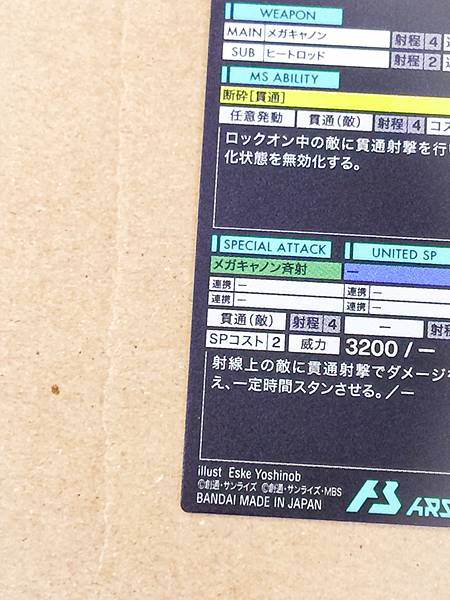 WEAPON
MAIN メガキャノン 射程 4
SUB ヒートロッド 射程 2
MS ABILITY
断砕[貫通]
任意発動 貫通(敵) 射程 4 コス
ロックオン中の敵に貫通射撃を行い
化状態を無効化する。
SPECIAL ATTACK UNITED SP
メガキャノン斉射 —
連携 — 連携 —
連携 — 連携 —
貫通(敵) 射程 4 — 射程
SPコスト 2 威力 3200 / —
射線上の敵に貫通射撃でダメージを
え、一定時間スタンさせる。/—
illust Eske Yoshinob
©創通・サンライズ ©創通・サンライズ・MBS
BANDAI MADE IN JAPAN
ARS